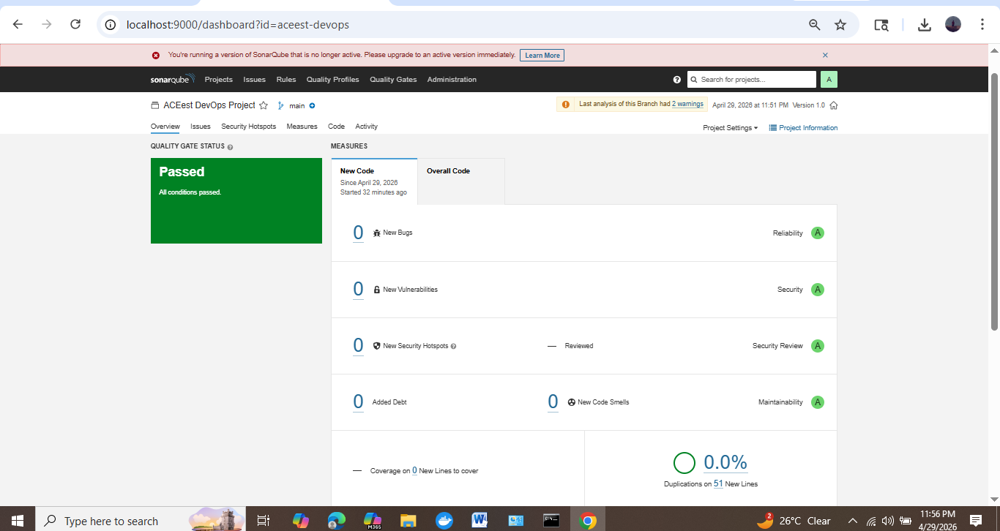 localhost:9000/dashboard?id=aceest-devops
You're running a version of SonarQube that is no longer active. Please upgrade to an active version immediately. Learn More
sonarqube Projects Issues Rules Quality Profiles Quality Gates Administration Search for projects... A
ACEest DevOps Project main Last analysis of this Branch had 2 warnings April 29, 2026 at 11:51 PM Version 1.0
Overview Issues Security Hotspots Measures Code Activity Project Settings Project Information
QUALITY GATE STATUS MEASURES
Passed
All conditions passed.
New Code Overall Code
Since April 29, 2026
Started 32 minutes ago
0 New Bugs Reliability A
0 New Vulnerabilities Security A
0 New Security Hotspots — Reviewed Security Review A
0 Added Debt 0 New Code Smells Maintainability A
— Coverage on 0 New Lines to cover
0.0%
Duplications on 51 New Lines
Type here to search M365 2 26°C Clear 11:56 PM
4/29/2026